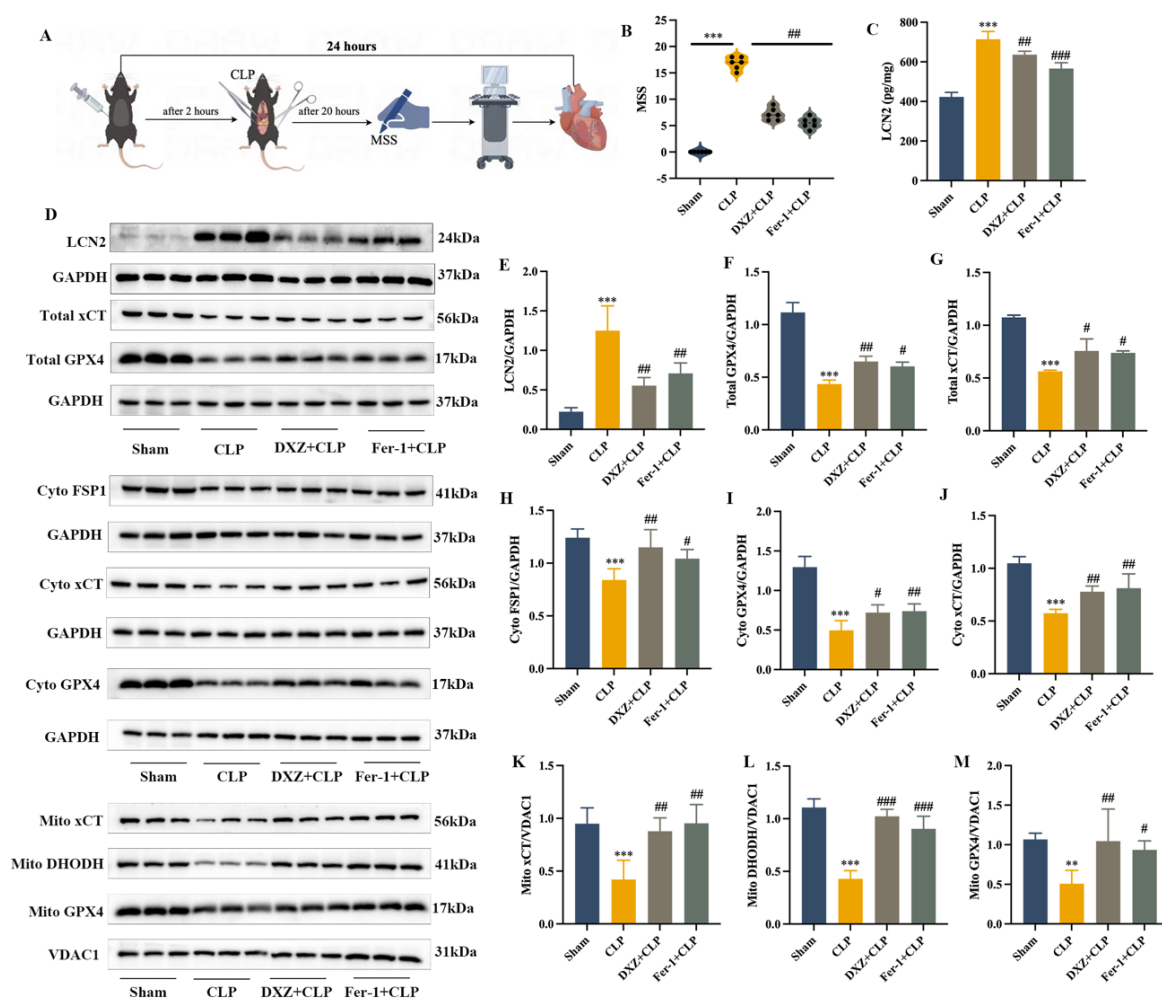 A
24 hours
CLP
after 2 hours
after 20 hours
MSS
B
***
##
MSS
25
20
15
10
5
0
-5
Sham
CLP
DXZ+CLP
Fer-1+CLP
C
***
##
###
LCN2 (pg/mg)
800
600
400
200
0
Sham
CLP
DXZ+CLP
Fer-1+CLP
D
LCN2 24kDa
GAPDH 37kDa
Total xCT 56kDa
Total GPX4 17kDa
GAPDH 37kDa
Sham CLP DXZ+CLP Fer-1+CLP
Cyto FSP1 41kDa
GAPDH 37kDa
Cyto xCT 56kDa
GAPDH 37kDa
Cyto GPX4 17kDa
GAPDH 37kDa
Sham CLP DXZ+CLP Fer-1+CLP
Mito xCT 56kDa
Mito DHODH 41kDa
Mito GPX4 17kDa
VDAC1 31kDa
Sham CLP DXZ+CLP Fer-1+CLP
E
LCN2/GAPDH
2.0
1.5
1.0
0.5
0.0
***
##
##
Sham
CLP
DXZ+CLP
Fer-1+CLP
F
Total GPX4/GAPDH
1.5
1.0
0.5
0.0
***
##
#
Sham
CLP
DXZ+CLP
Fer-1+CLP
G
Total xCT/GAPDH
1.5
1.0
0.5
0.0
***
#
#
Sham
CLP
DXZ+CLP
Fer-1+CLP
H
Cyto FSP1/GAPDH
1.5
1.0
0.5
0.0
***
##
#
Sham
CLP
DXZ+CLP
Fer-1+CLP
I
Cyto GPX4/GAPDH
2.0
1.5
1.0
0.5
0.0
***
#
##
Sham
CLP
DXZ+CLP
Fer-1+CLP
J
Cyto xCT/GAPDH
1.5
1.0
0.5
0.0
***
##
##
Sham
CLP
DXZ+CLP
Fer-1+CLP
K
Mito xCT/VDAC1
1.5
1.0
0.5
0.0
***
##
##
Sham
CLP
DXZ+CLP
Fer-1+CLP
L
Mito DHODH/VDAC1
1.5
1.0
0.5
0.0
***
###
###
Sham
CLP
DXZ+CLP
Fer-1+CLP
M
Mito GPX4/VDAC1
2.0
1.5
1.0
0.5
0.0
**
##
#
Sham
CLP
DXZ+CLP
Fer-1+CLP